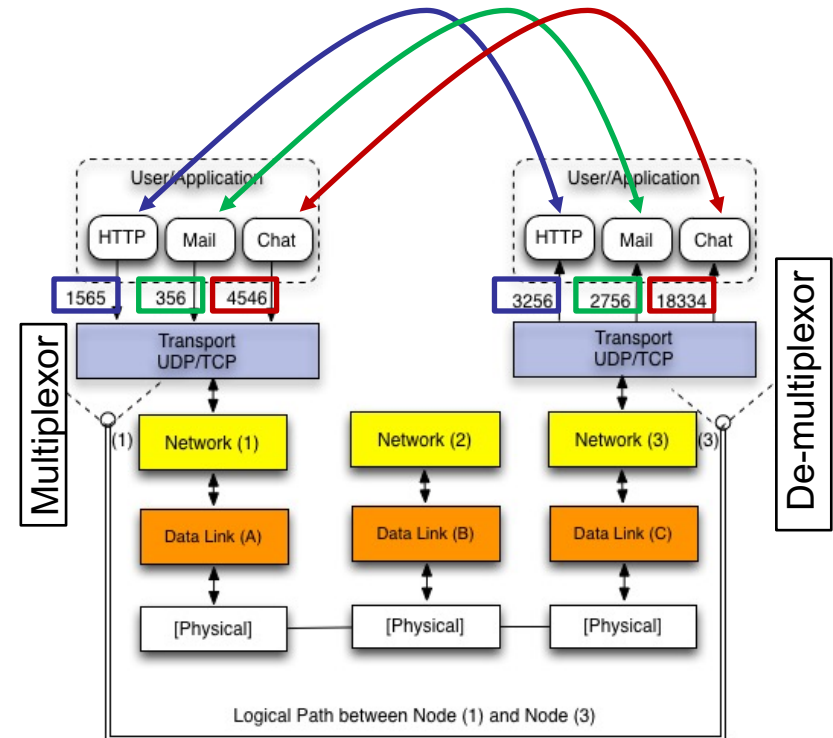 User/Application
User/Application
HTTP
Mail
Chat
HTTP
Mail
Chat
1565
356
4546
3256
2756
18334
Multiplexor
Transport
UDP/TCP
Transport
UDP/TCP
De-multiplexor
(1)
Network (1)
Network (2)
Network (3)
(3)
Data Link (A)
Data Link (B)
Data Link (C)
[Physical]
[Physical]
[Physical]
Logical Path between Node (1) and Node (3)